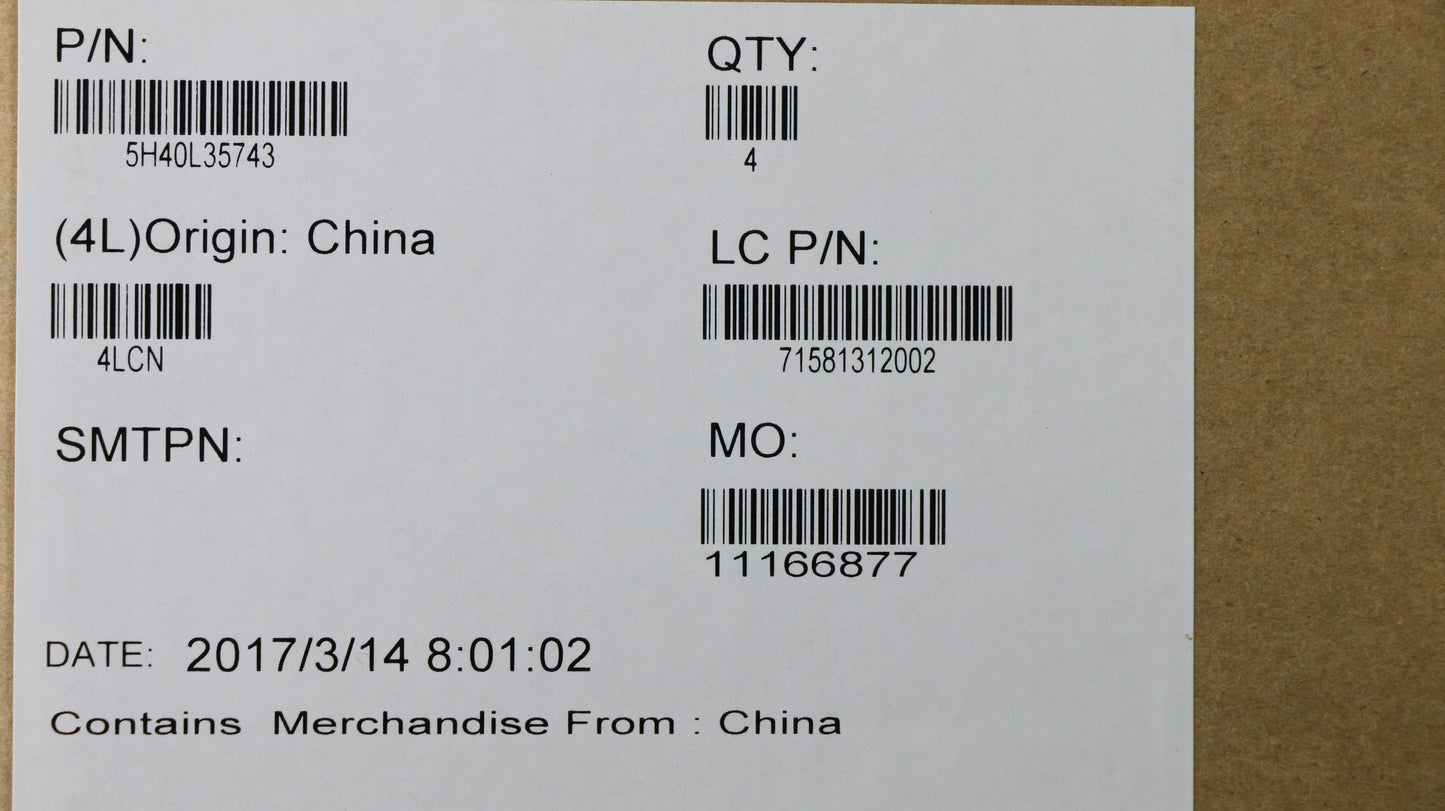 P/N:
5H40L35743
QTY:
4
(4L)Origin: China
4LCN
LC P/N:
71581312002
SMTPN:
MO:
11166877
DATE: 2017/3/14 8:01:02
Contains Merchandise From : China